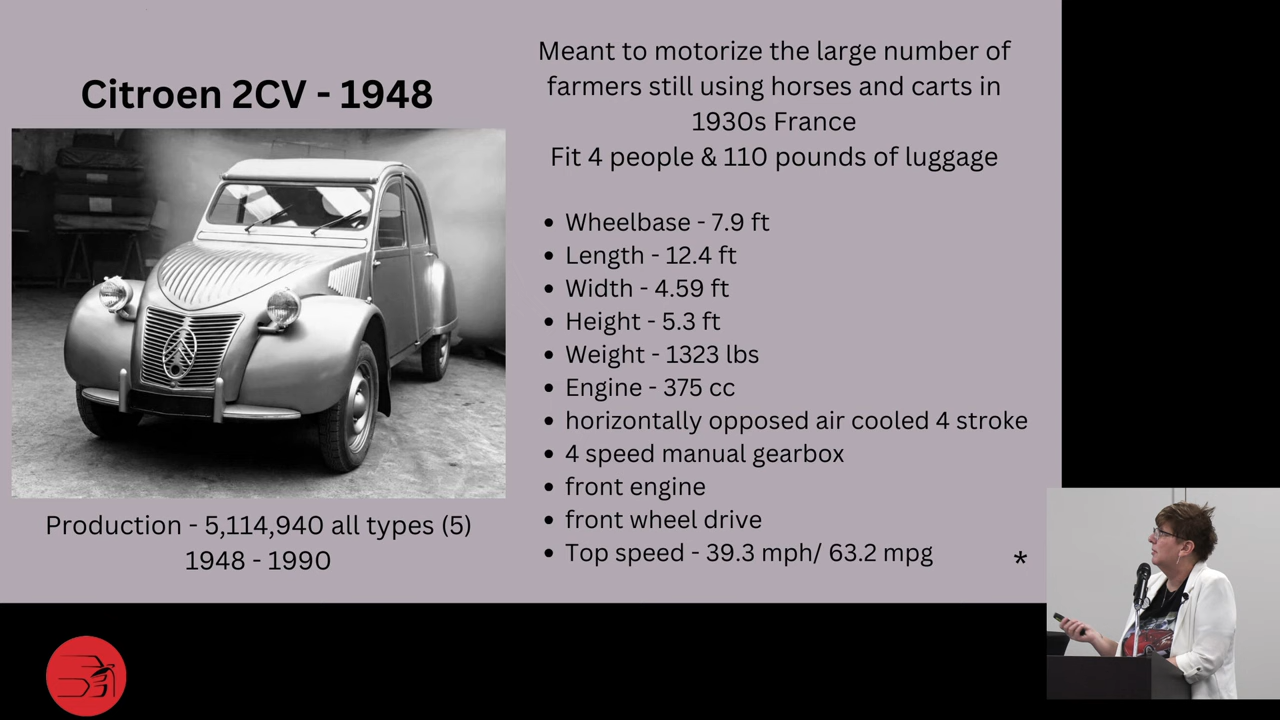 Citroen 2CV - 1948
Production - 5,114,940 all types (5)
1948 - 1990
Meant to motorize the large number of
farmers still using horses and carts in
1930s France
Fit 4 people & 110 pounds of luggage
• Wheelbase - 7.9 ft
• Length - 12.4 ft
• Width - 4.59 ft
• Height - 5.3 ft
• Weight - 1323 lbs
• Engine - 375 cc
• horizontally opposed air cooled 4 stroke
• 4 speed manual gearbox
• front engine
• front wheel drive
• Top speed - 39.3 mph/ 63.2 mpg
*